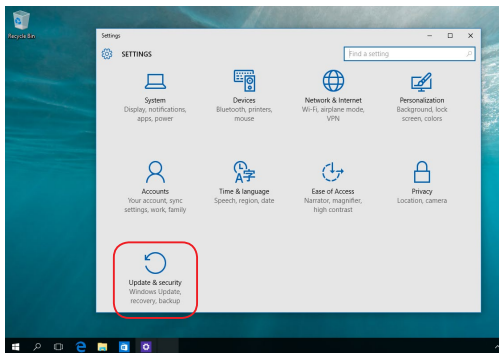 Recycle Bin
Settings
SETTINGS
Find a setting
System
Display, notifications,
apps, power
Devices
Bluetooth, printers,
mouse
Network & Internet
Wi-Fi, airplane mode,
VPN
Personalization
Background, lock
screen, colors
Accounts
Your account, sync
settings, work, family
Time & language
Speech, region, date
Ease of Access
Narrator, magnifier,
high contrast
Privacy
Location, camera
Update & security
Windows Update,
recovery, backup